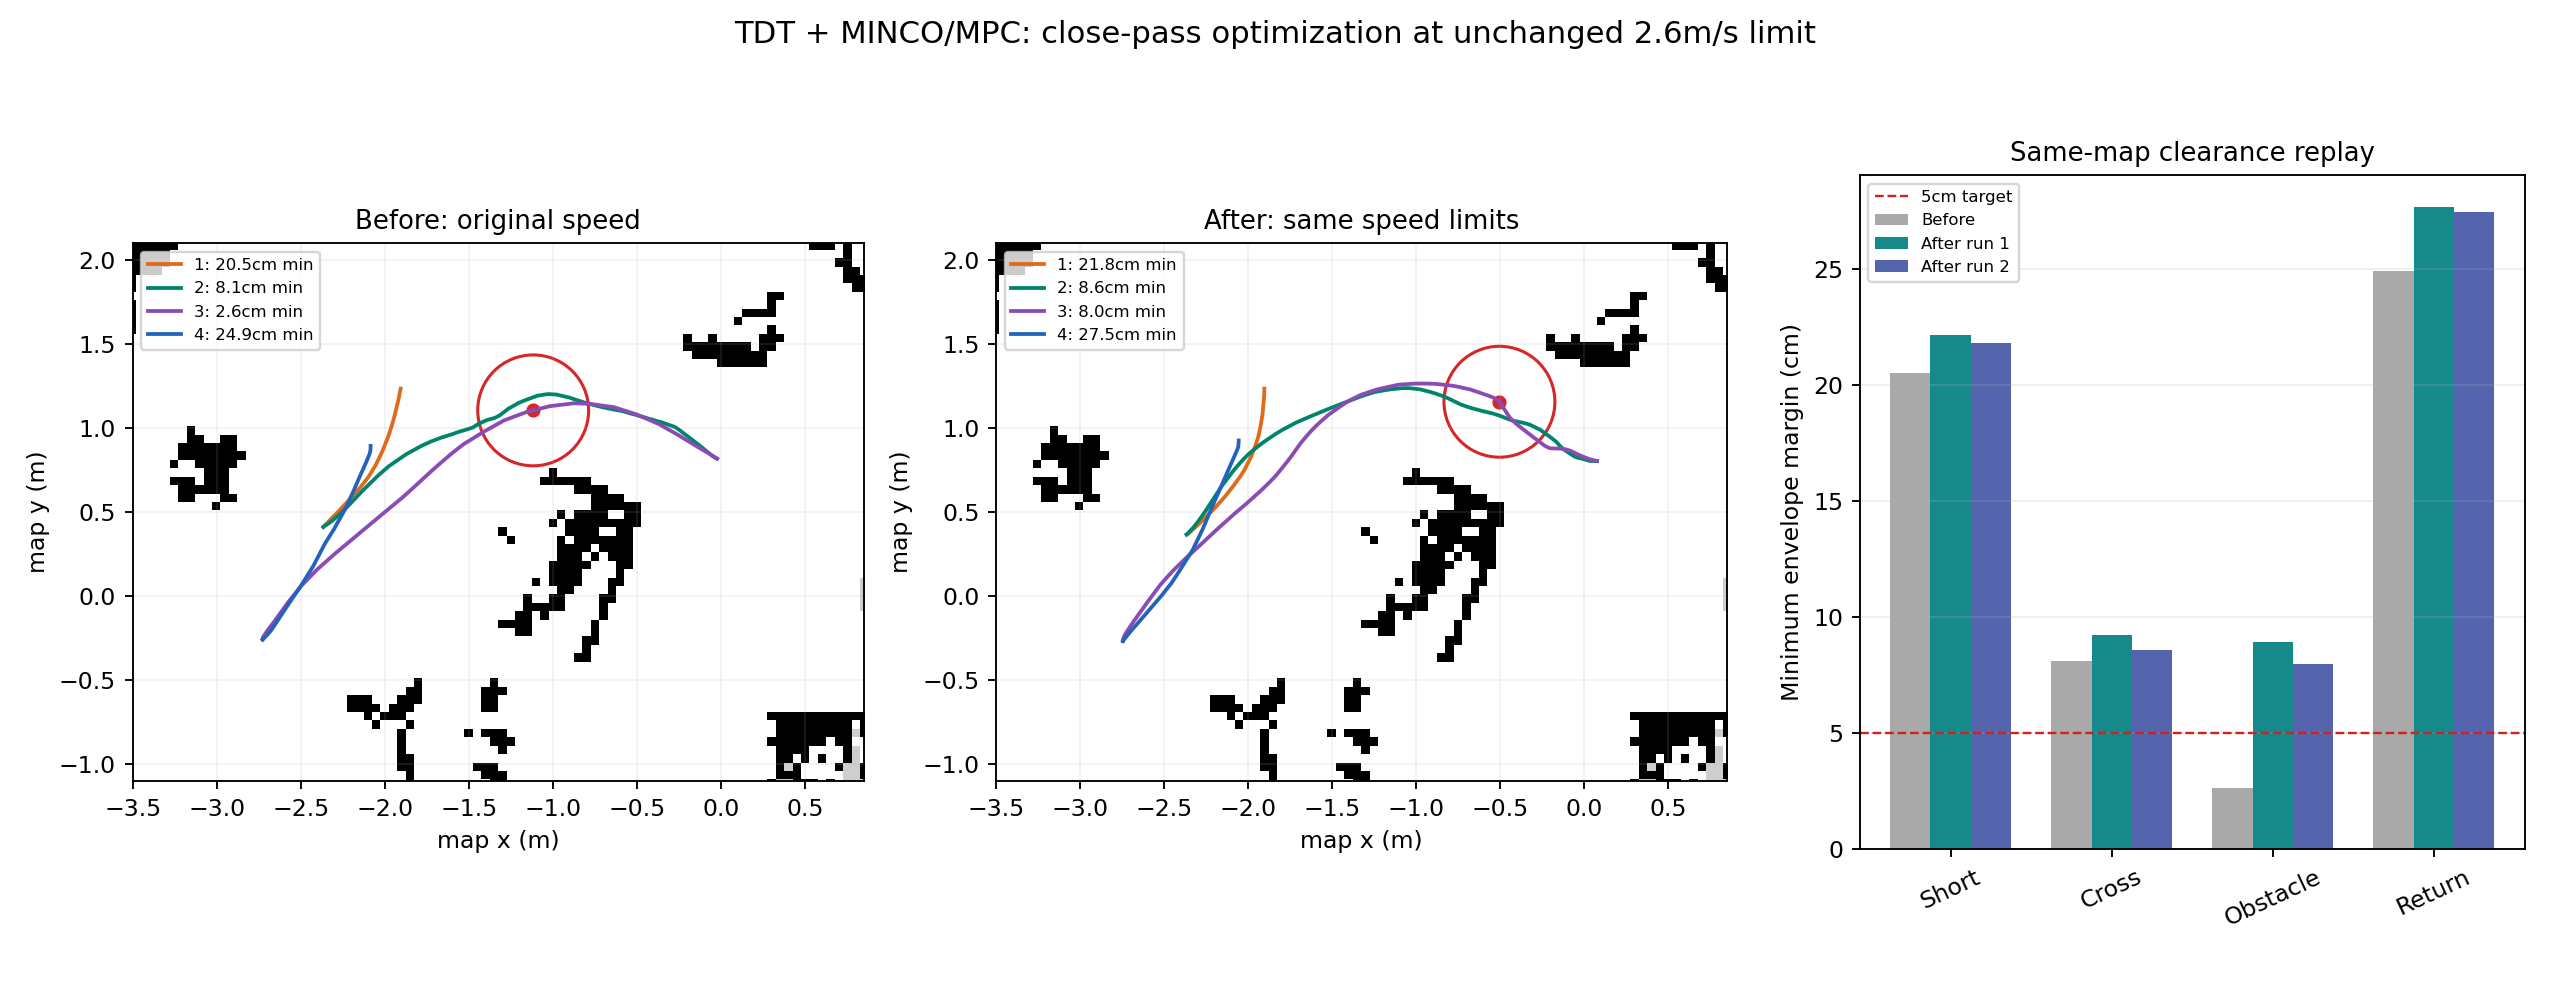 TDT + MINCO/MPC: close-pass optimization at unchanged 2.6m/s limit
Before: original speed
1: 20.5cm min
2: 8.1cm min
3: 2.6cm min
4: 24.9cm min
2.0
1.5
1.0
0.5
0.0
−0.5
−1.0
map y (m)
−3.5 −3.0 −2.5 −2.0 −1.5 −1.0 −0.5 0.0 0.5
map x (m)
After: same speed limits
1: 21.8cm min
2: 8.6cm min
3: 8.0cm min
4: 27.5cm min
2.0
1.5
1.0
0.5
0.0
−0.5
−1.0
map y (m)
−3.5 −3.0 −2.5 −2.0 −1.5 −1.0 −0.5 0.0 0.5
map x (m)
Same-map clearance replay
5cm target
Before
After run 1
After run 2
25
20
15
10
5
0
Minimum envelope margin (cm)
Short Cross Obstacle Return